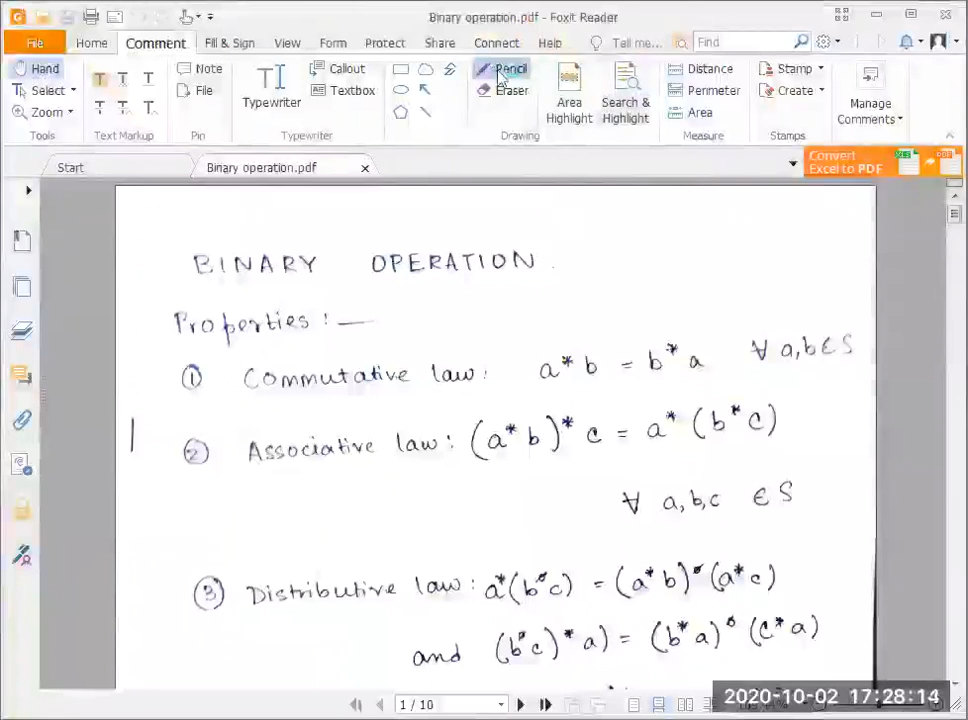 Binary operation.pdf - Foxit Reader
File Home Comment Fill & Sign View Form Protect Share Connect Help Tell me... Find
Hand
Select
Zoom
Tools
T T T
T T T
Text Markup
Note
File
Pin
Typewriter
Callout
Textbox
Typewriter
Pencil
Eraser
Area Highlight
Search & Highlight
Drawing
Distance
Perimeter
Area
Measure
Stamp
Create
Stamps
Manage Comments
Start
Binary operation.pdf
Convert
Excel to PDF
BINARY OPERATION
Properties : —
① Commutative law: a * b = b * a ∀ a,b ∈ S
② Associative law: (a * b) * c = a * (b * c)
∀ a, b, c ∈ S
③ Distributive law: a*(b°c) = (a*b)°(a*c)
and (b°c)*a) = (b*a)°(c*a)
1 / 10
2020-10-02 17:28:14